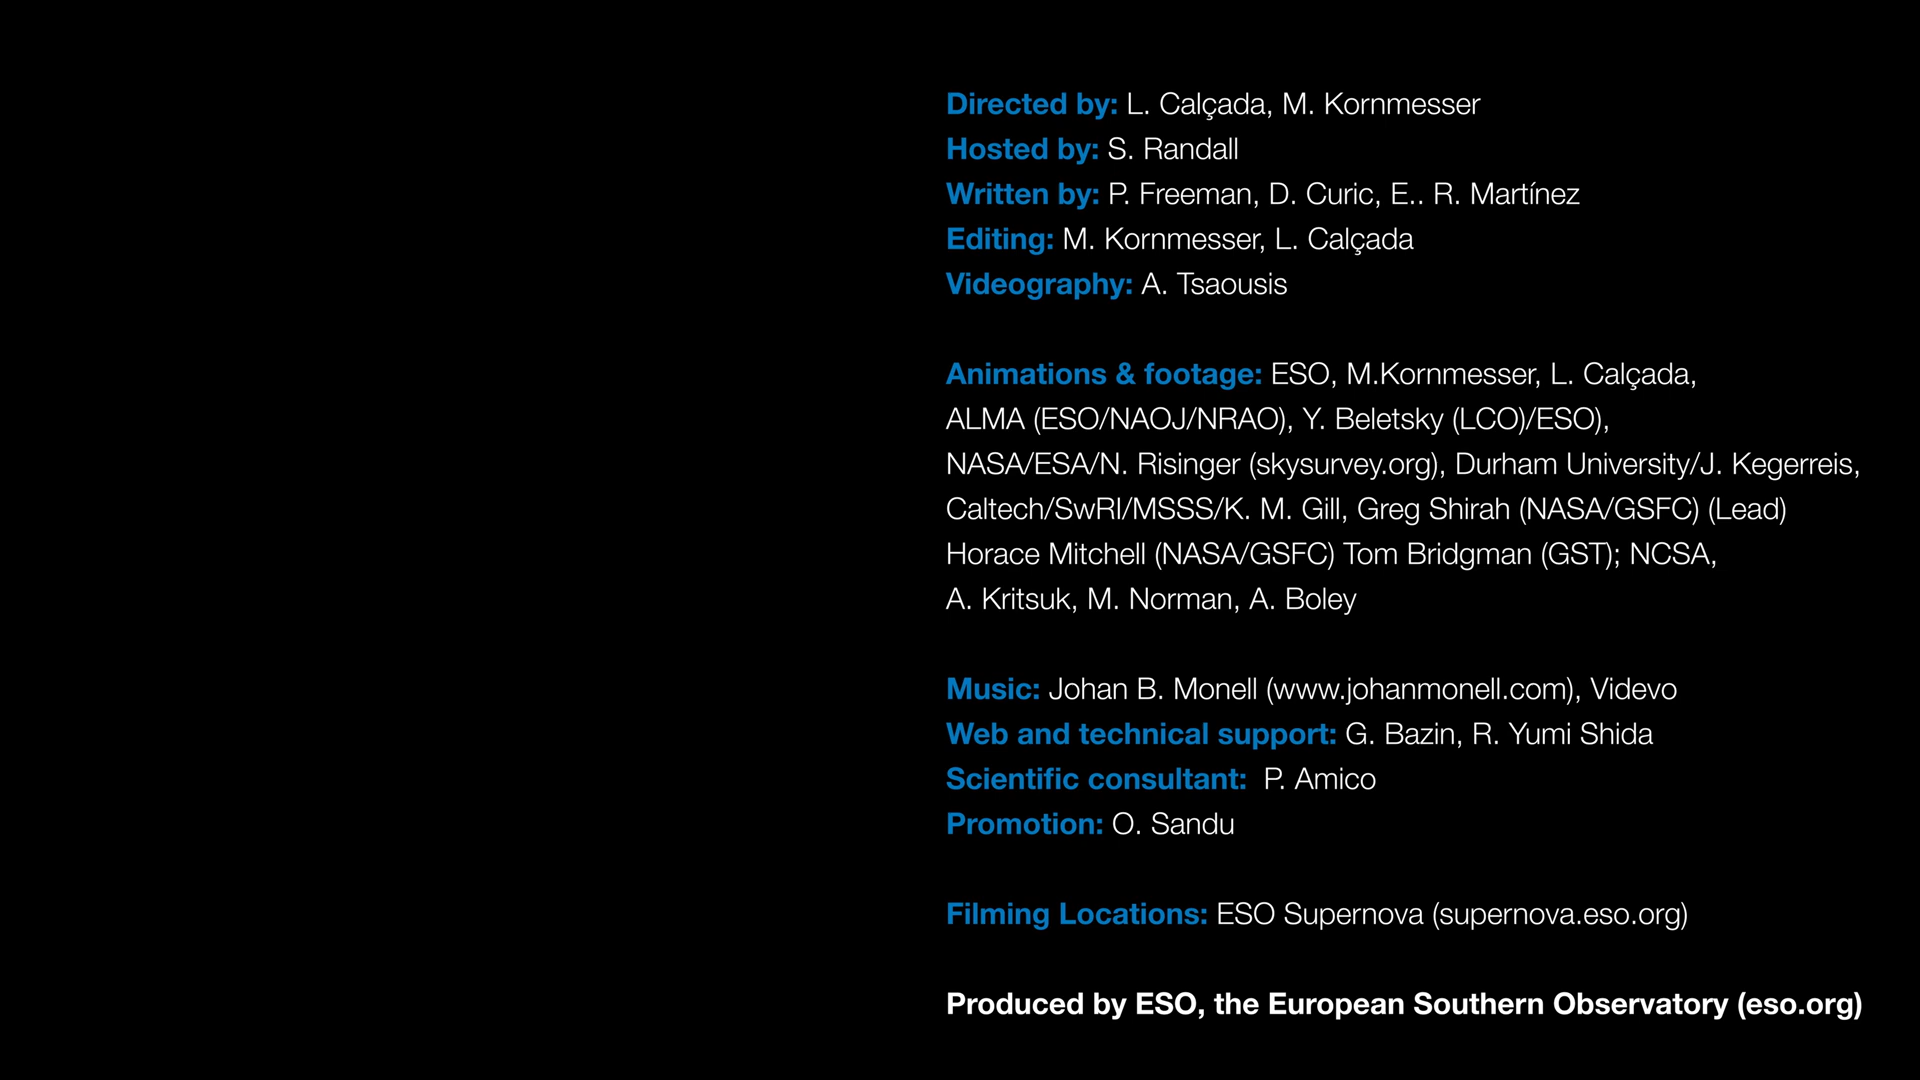 Directed by: L. Calçada, M. Kornmesser
Hosted by: S. Randall
Written by: P. Freeman, D. Curic, E.. R. Martínez
Editing: M. Kornmesser, L. Calçada
Videography: A. Tsaousis
Animations & footage: ESO, M.Kornmesser, L. Calçada,
ALMA (ESO/NAOJ/NRAO), Y. Beletsky (LCO)/ESO),
NASA/ESA/N. Risinger (skysurvey.org), Durham University/J. Kegerreis,
Caltech/SwRI/MSSS/K. M. Gill, Greg Shirah (NASA/GSFC) (Lead)
Horace Mitchell (NASA/GSFC) Tom Bridgman (GST); NCSA,
A. Kritsuk, M. Norman, A. Boley
Music: Johan B. Monell (www.johanmonell.com), Videvo
Web and technical support: G. Bazin, R. Yumi Shida
Scientific consultant: P. Amico
Promotion: O. Sandu
Filming Locations: ESO Supernova (supernova.eso.org)
Produced by ESO, the European Southern Observatory (eso.org)